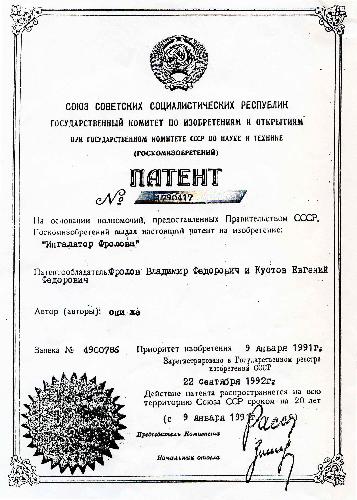 СОЮЗ СОВЕТСКИХ СОЦИАЛИСТИЧЕСКИХ РЕСПУБЛИК
ГОСУДАРСТВЕННЫЙ КОМИТЕТ ПО ИЗОБРЕТЕНИЯМ И ОТКРЫТИЯМ
ПРИ ГОСУДАРСТВЕННОМ КОМИТЕТЕ СССР ПО НАУКЕ И ТЕХНИКЕ
(ГОСКОМИЗОБРЕТЕНИЙ)
ПАТЕНТ
№ 1790417
На основании полномочий, предоставленных Правительством СССР,
Госкомизобретений выдал настоящий патент на изобретение:
"Ингалятор Фролова"
Патентообладатель: Фролов Владимир Федорович и Кустов Евгений
Федорович
Автор (авторы): они же
Заявка № 4900786
Приоритет изобретения 9 января 1991г.
Зарегистрировано в Государственном реестре
изобретений СССР
22 сентября 1992г.
Действие патента распространяется на всю
территорию Союза ССР сроком на 20 лет
(с 9 января 1991
Председатель Комитета
Начальник отдела